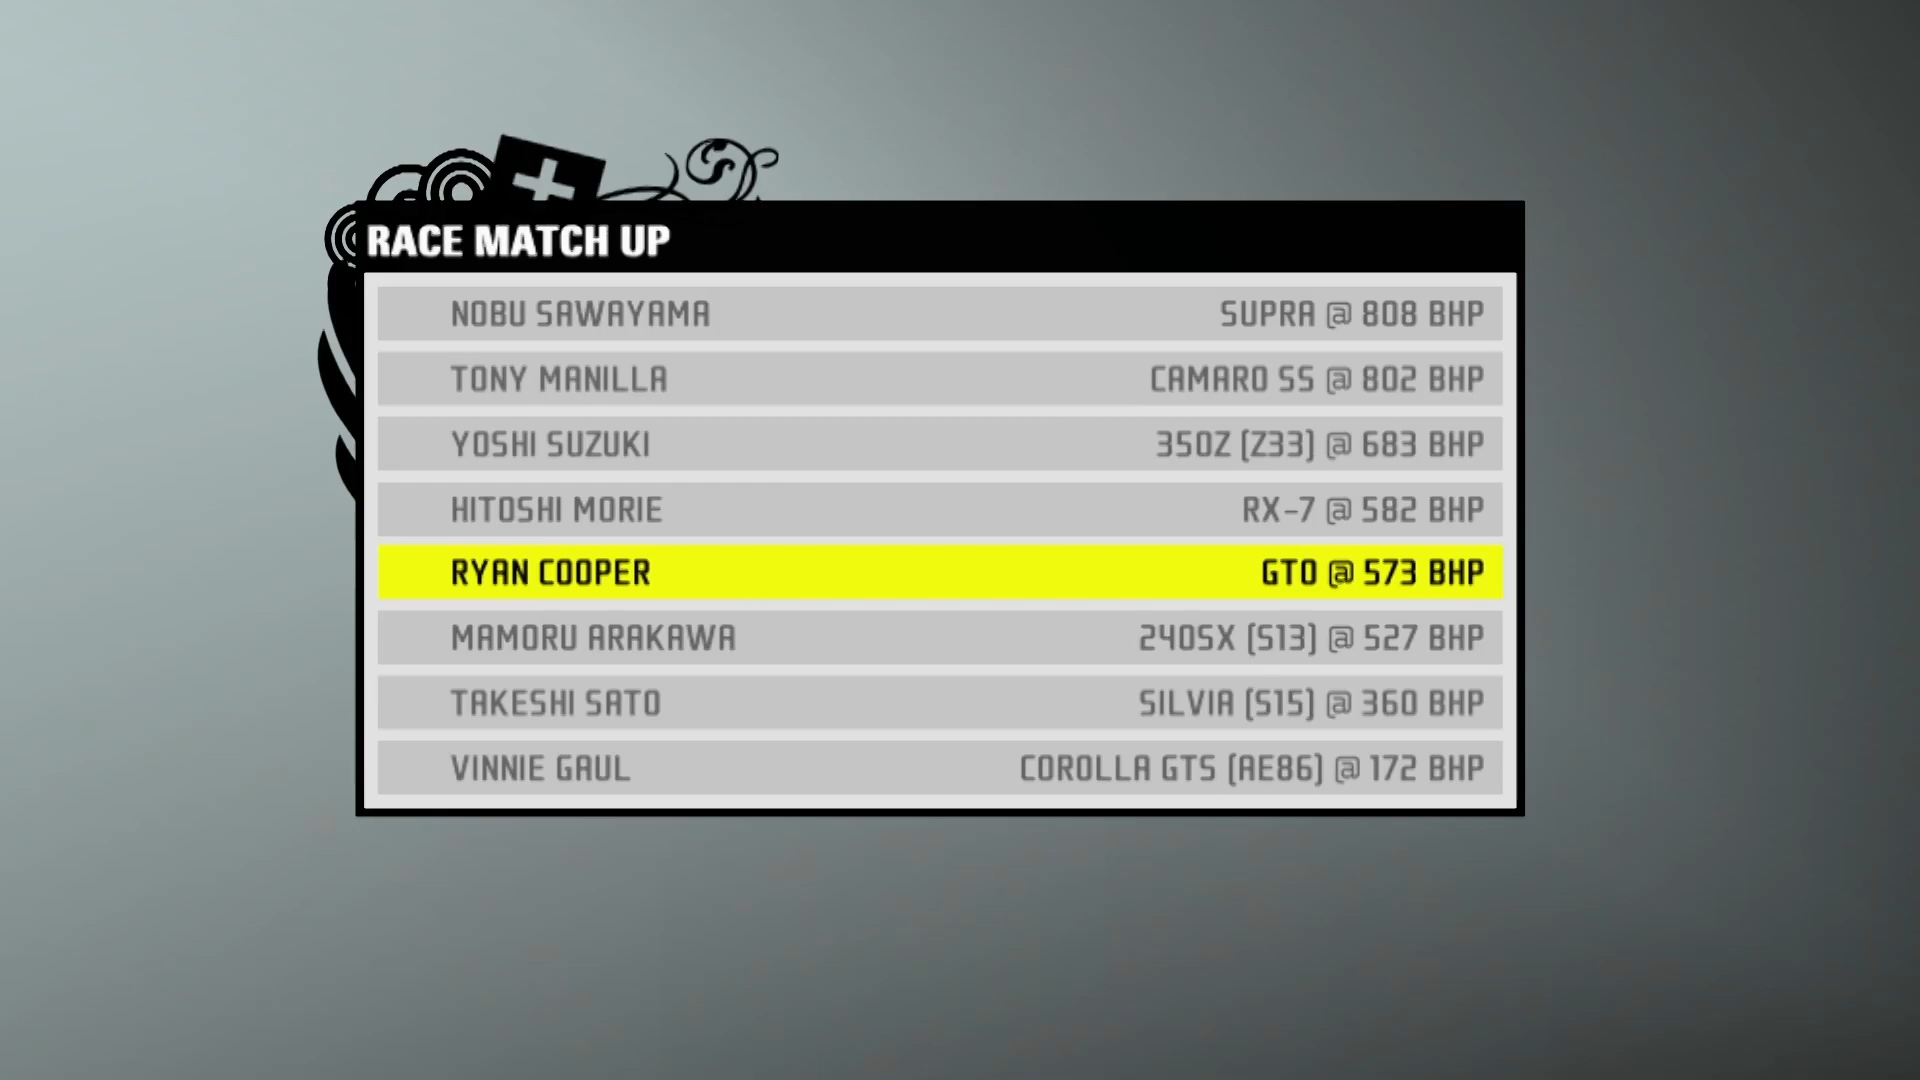 RACE MATCH UP
NOBU SAWAYAMA SUPRA @ 808 BHP
TONY MANILLA CAMARO SS @ 802 BHP
YOSHI SUZUKI 350Z (Z33) @ 683 BHP
HITOSHI MORIE RX-7 @ 582 BHP
RYAN COOPER GTO @ 573 BHP
MAMORU ARAKAWA 240SX (S13) @ 527 BHP
TAKESHI SATO SILVIA (S15) @ 360 BHP
VINNIE GAUL COROLLA GTS (AE86) @ 172 BHP